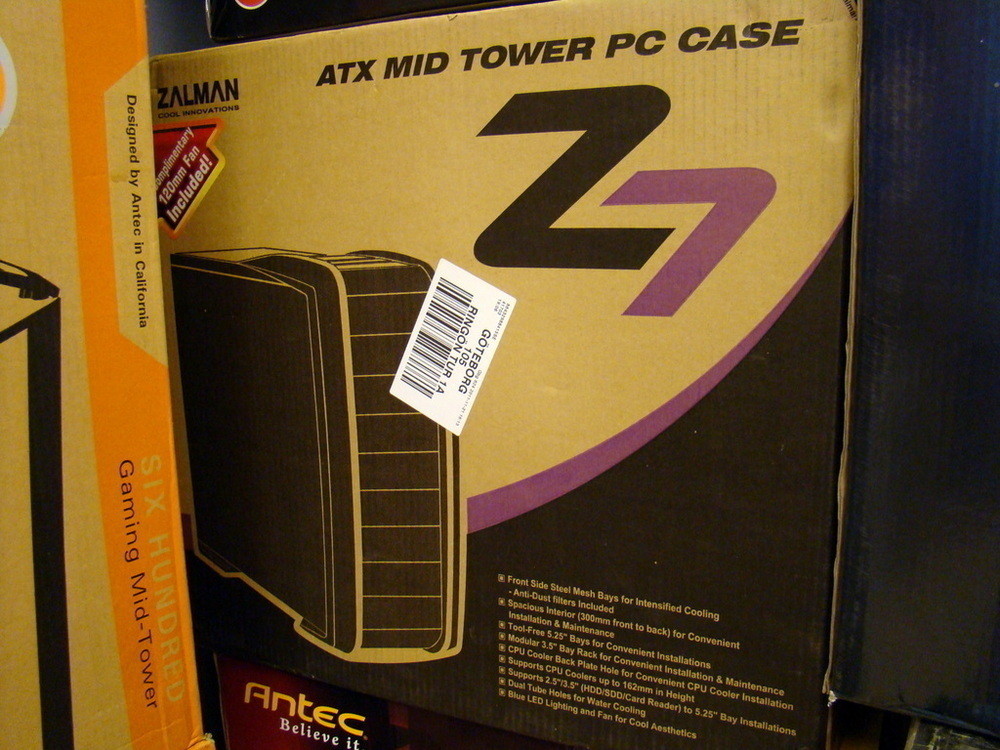 ATX MID TOWER PC CASE
ZALMAN
COOL INNOVATIONS
Complimentary
120mm Fan
Included!
Z7
GÖTEBORG
105
RINGÖN TUR 1A
Designed by Antec in California
SIX HUNDRED
Gaming Mid-Tower
Front Side Steel Mesh Bays for Intensified Cooling
- Anti-Dust filters Included
Spacious Interior (300mm front to back) for Convenient
Installation & Maintenance
Tool-Free 5.25" Bays for Convenient Installations
Modular 3.5" Bay Rack for Convenient Installation & Maintenance
CPU Cooler Back Plate Hole for Convenient CPU Cooler Installation
Supports CPU Coolers up to 162mm in Height
Supports 2.5"/3.5" (HDD/SDD/Card Reader) to 5.25" Bay Installations
Dual Tube Holes for Water Cooling
Blue LED Lighting and Fan for Cool Aesthetics
Antec
Believe it